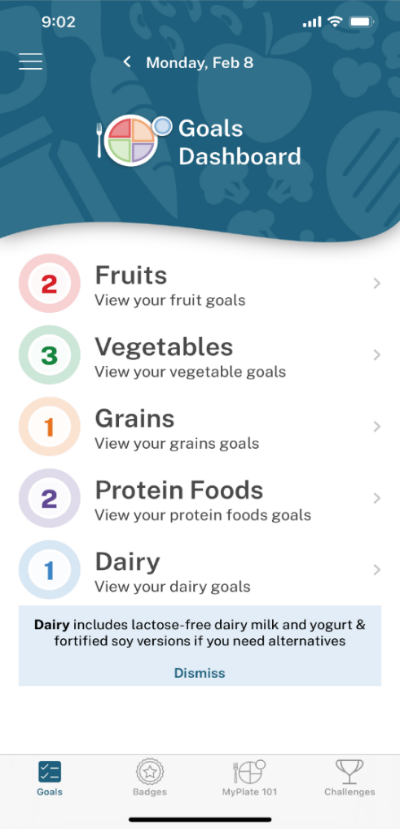 9:02
Monday, Feb 8
Goals
Dashboard
2
Fruits
View your fruit goals
3
Vegetables
View your vegetable goals
1
Grains
View your grains goals
2
Protein Foods
View your protein foods goals
1
Dairy
View your dairy goals
Dairy includes lactose-free dairy milk and yogurt &
fortified soy versions if you need alternatives
Dismiss
Goals
Badges
MyPlate 101
Challenges